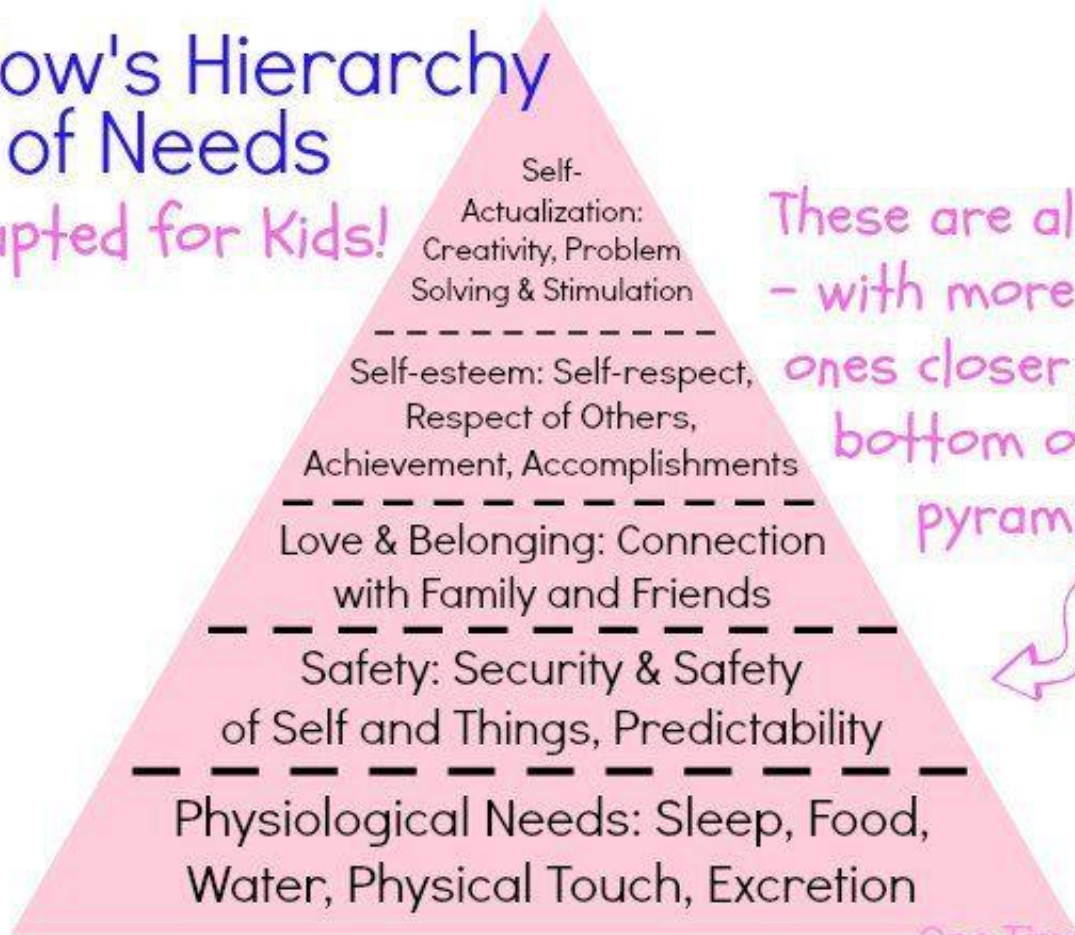 ow's Hierarchy
of Needs
apted for Kids!
Self-
Actualization:
Creativity, Problem
Solving & Stimulation
Self-esteem: Self-respect,
Respect of Others,
Achievement, Accomplishments
Love & Belonging: Connection
with Family and Friends
Safety: Security & Safety
of Self and Things, Predictability
Physiological Needs: Sleep, Food,
Water, Physical Touch, Excretion
These are al
- with more
ones closer
bottom o
pyram